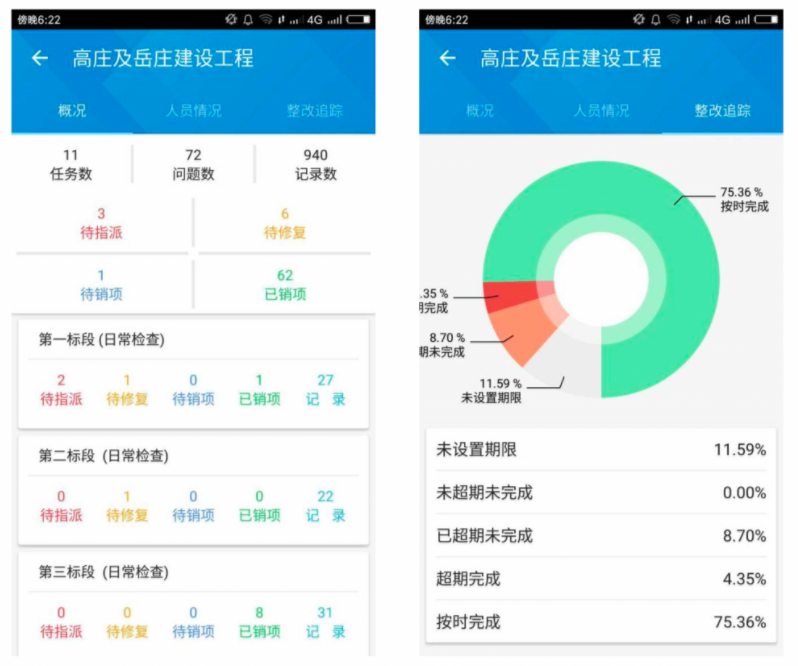 傍晚6:22
4G
高庄及岳庄建设工程
概况 人员情况 整改追踪
11 72 940
任务数 问题数 记录数
3 6
待指派 待修复
1 62
待销项 已销项
第一标段 (日常检查)
2 1 0 1 27
待指派 待修复 待销项 已销项 记 录
第二标段 (日常检查)
0 1 0 0 22
待指派 待修复 待销项 已销项 记 录
第三标段 (日常检查)
0 0 0 8 31
待指派 待修复 待销项 已销项 记 录
傍晚6:22
4G
高庄及岳庄建设工程
概况 人员情况 整改追踪
75.36 %
按时完成
.35 %
期完成
8.70 %
期未完成
11.59 %
未设置期限
未设置期限 11.59%
未超期未完成 0.00%
已超期未完成 8.70%
超期完成 4.35%
按时完成 75.36%